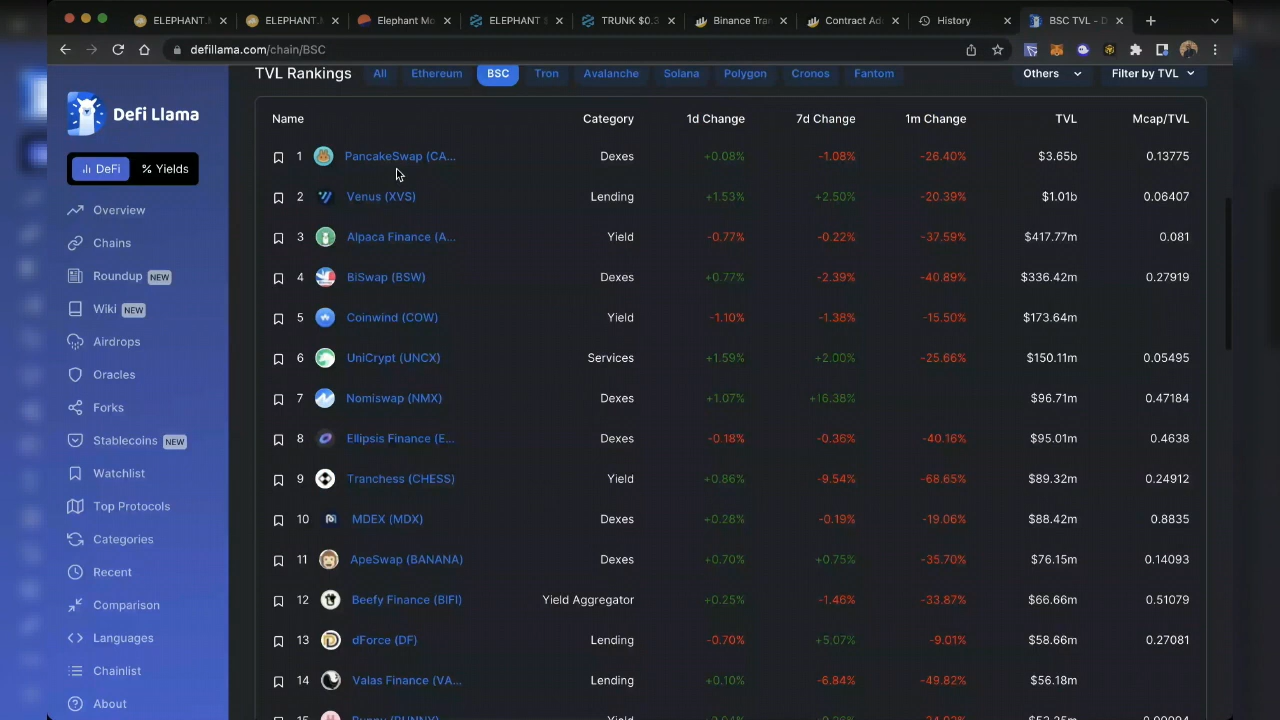 ELEPHANT.
ELEPHANT.M
Elephant Mo
ELEPHANT $
TRUNK $0.3
Binance Tra
Contract Ad
History
BSC TVL - D
defillama.com/chain/BSC
TVL Rankings All Ethereum BSC Tron Avalanche Solana Polygon Cronos Fantom Others Filter by TVL
Defi Llama
DeFi
% Yields
Overview
Chains
Roundup NEW
Wiki NEW
Airdrops
Oracles
Forks
Stablecoins NEW
Watchlist
Top Protocols
Categories
Recent
Comparison
Languages
Chainlist
About
Name Category 1d Change 7d Change 1m Change TVL Mcap/TVL
1 PancakeSwap (CA... Dexes +0.08% -1.08% -26.40% $3.65b 0.13775
2 Venus (XVS) Lending +1.53% +2.50% -20.39% $1.01b 0.06407
3 Alpaca Finance (A... Yield -0.77% -0.22% -37.59% $417.77m 0.081
4 BiSwap (BSW) Dexes +0.77% -2.39% -40.89% $336.42m 0.27919
5 Coinwind (COW) Yield -1.10% -1.38% -15.50% $173.64m
6 UniCrypt (UNCX) Services +1.59% +2.00% -25.66% $150.11m 0.05495
7 Nomiswap (NMX) Dexes +1.07% +16.38% $96.71m 0.47184
8 Ellipsis Finance (E... Dexes -0.18% -0.36% -40.16% $95.01m 0.4638
9 Tranchess (CHESS) Yield +0.86% -9.54% -68.65% $89.32m 0.24912
10 MDEX (MDX) Dexes +0.28% -0.19% -19.06% $88.42m 0.8835
11 ApeSwap (BANANA) Dexes +0.70% +0.75% -35.70% $76.15m 0.14093
12 Beefy Finance (BIFI) Yield Aggregator +0.25% -1.46% -33.87% $66.66m 0.51079
13 dForce (DF) Lending -0.70% +5.07% -9.01% $58.66m 0.27081
14 Valas Finance (VA... Lending +0.10% -6.84% -49.82% $56.18m